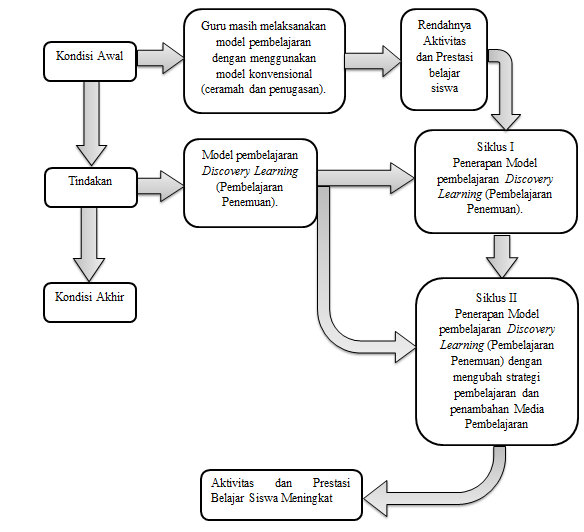 Kondisi Awal
Guru masih melaksanakan
model pembelajaran
dengan menggunakan
model konvensional
(ceramah dan penugasan).
Rendahnya
Aktivitas
dan Prestasi
belajar
siswa
Tindakan
Model pembelajaran
Discovery Learning
(Pembelajaran
Penemuan).
Siklus I
Penerapan Model
pembelajaran Discovery
Learning (Pembelajaran
Penemuan).
Kondisi Akhir
Siklus II
Penerapan Model
pembelajaran Discovery
Learning (Pembelajaran
Penemuan) dengan
mengubah strategi
pembelajaran dan
penambahan Media
Pembelajaran
Aktivitas dan Prestasi
Belajar Siswa Meningkat